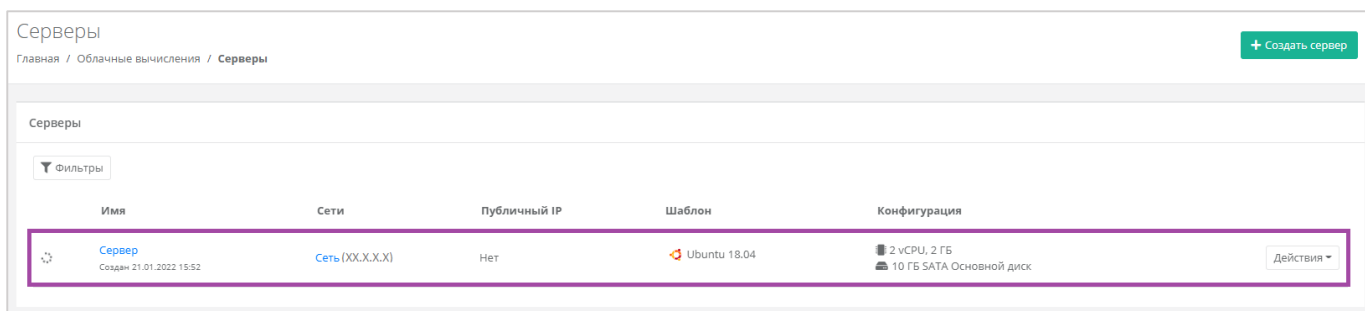 Серверы
+ Создать сервер
Главная / Облачные вычисления / Серверы
Серверы
Фильтры
Имя Сети Публичный IP Шаблон Конфигурация
Сервер Сеть (XX.X.X.X) Нет Ubuntu 18.04 2 vCPU, 2 ГБ Действия
Создан 21.01.2022 15:52 10 ГБ SATA Основной диск